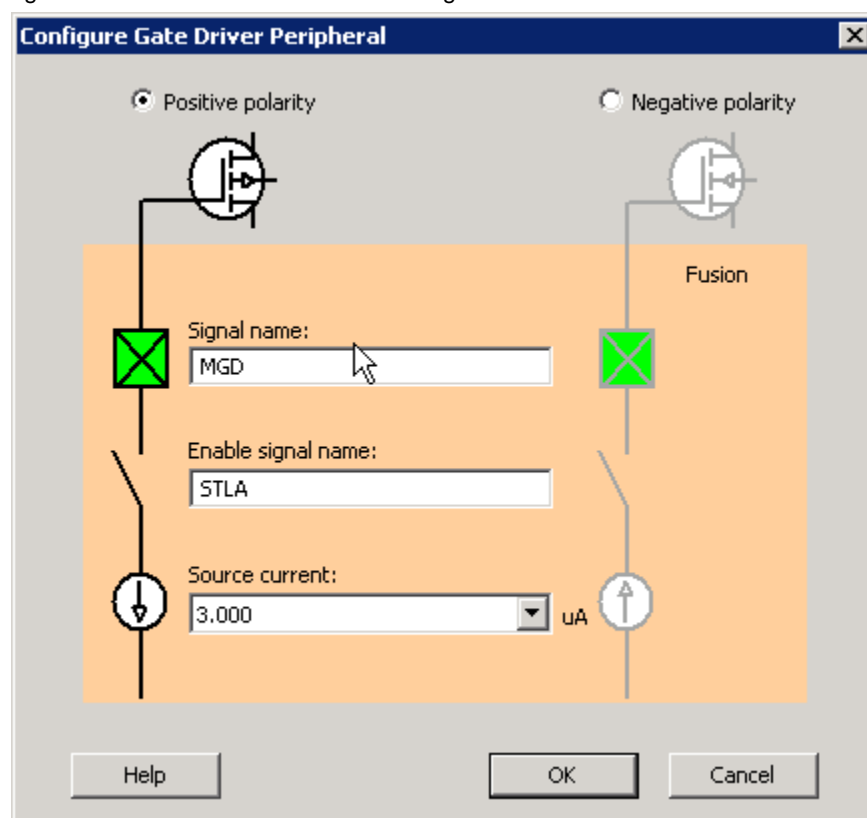 Configure Gate Driver Peripheral
Positive polarity
Negative polarity
Fusion
Signal name:
MGD
Enable signal name:
STLA
Source current:
3.000
uA
Help
OK
Cancel